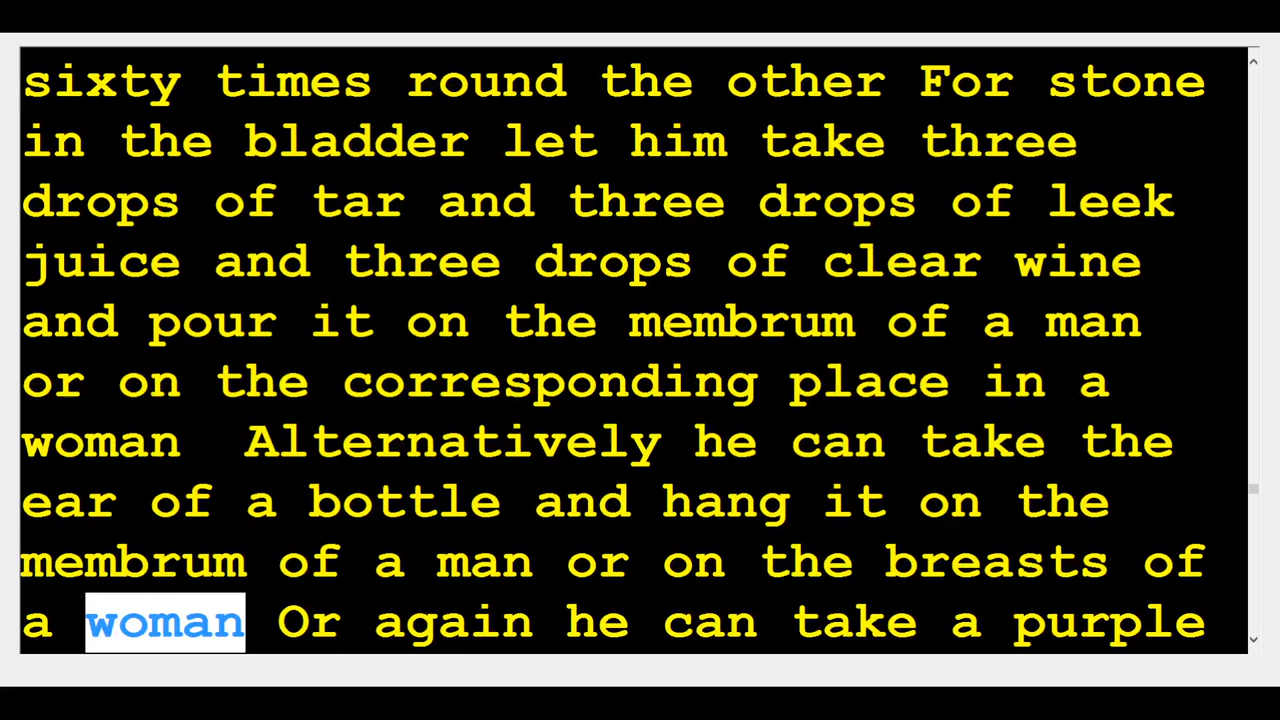 sixty times round the other For stone
in the bladder let him take three
drops of tar and three drops of leek
juice and three drops of clear wine
and pour it on the membrum of a man
or on the corresponding place in a
woman  Alternatively he can take the
ear of a bottle and hang it on the
membrum of a man or on the breasts of
a woman Or again he can take a purple